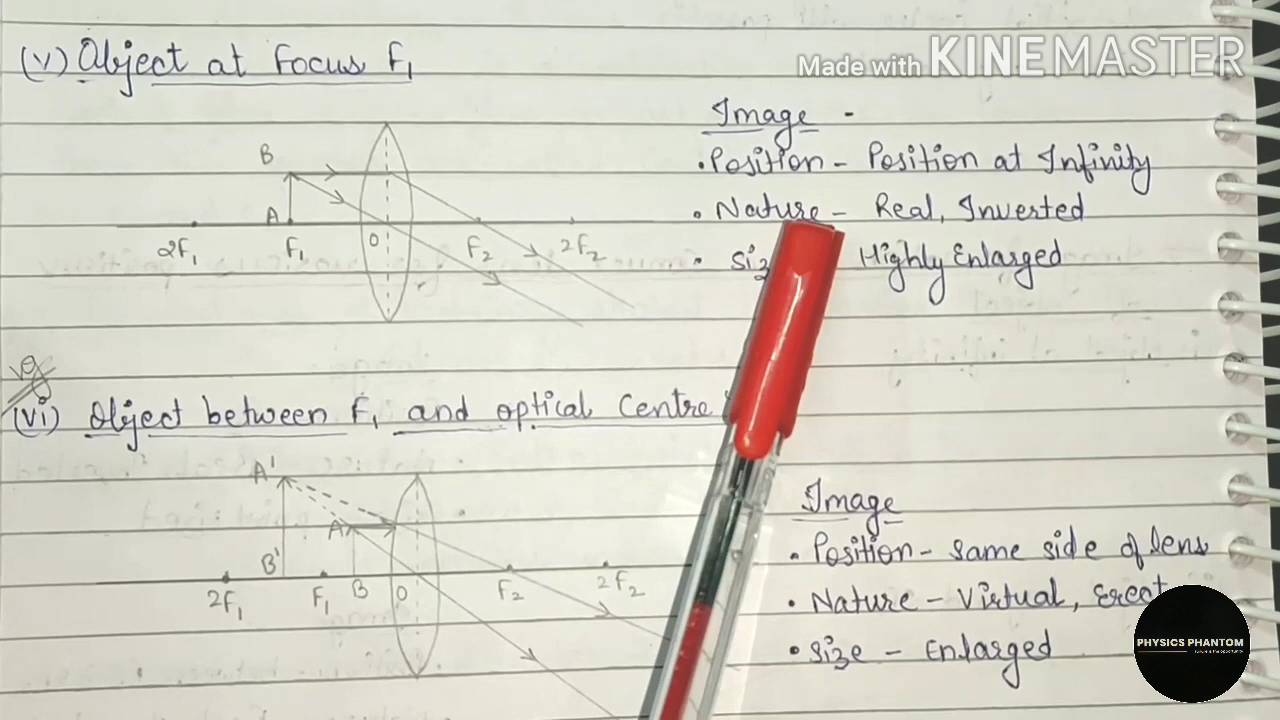 (v) Object at Focus F₁
Made with KINEMASTER
Image -
• Position - Position at Infinity
• Nature - Real, Inverted
• Siz Highly Enlarged
B
A
2F₁ F₁ O F₂ 2F₂
(vi) Object between F₁ and optical Centre
A'
A
B'
2F₁ F₁ B O F₂ 2F₂
Image
• Position - Same side of lens
• Nature - Virtual, Erect
• Size - Enlarged
PHYSICS PHANTOM